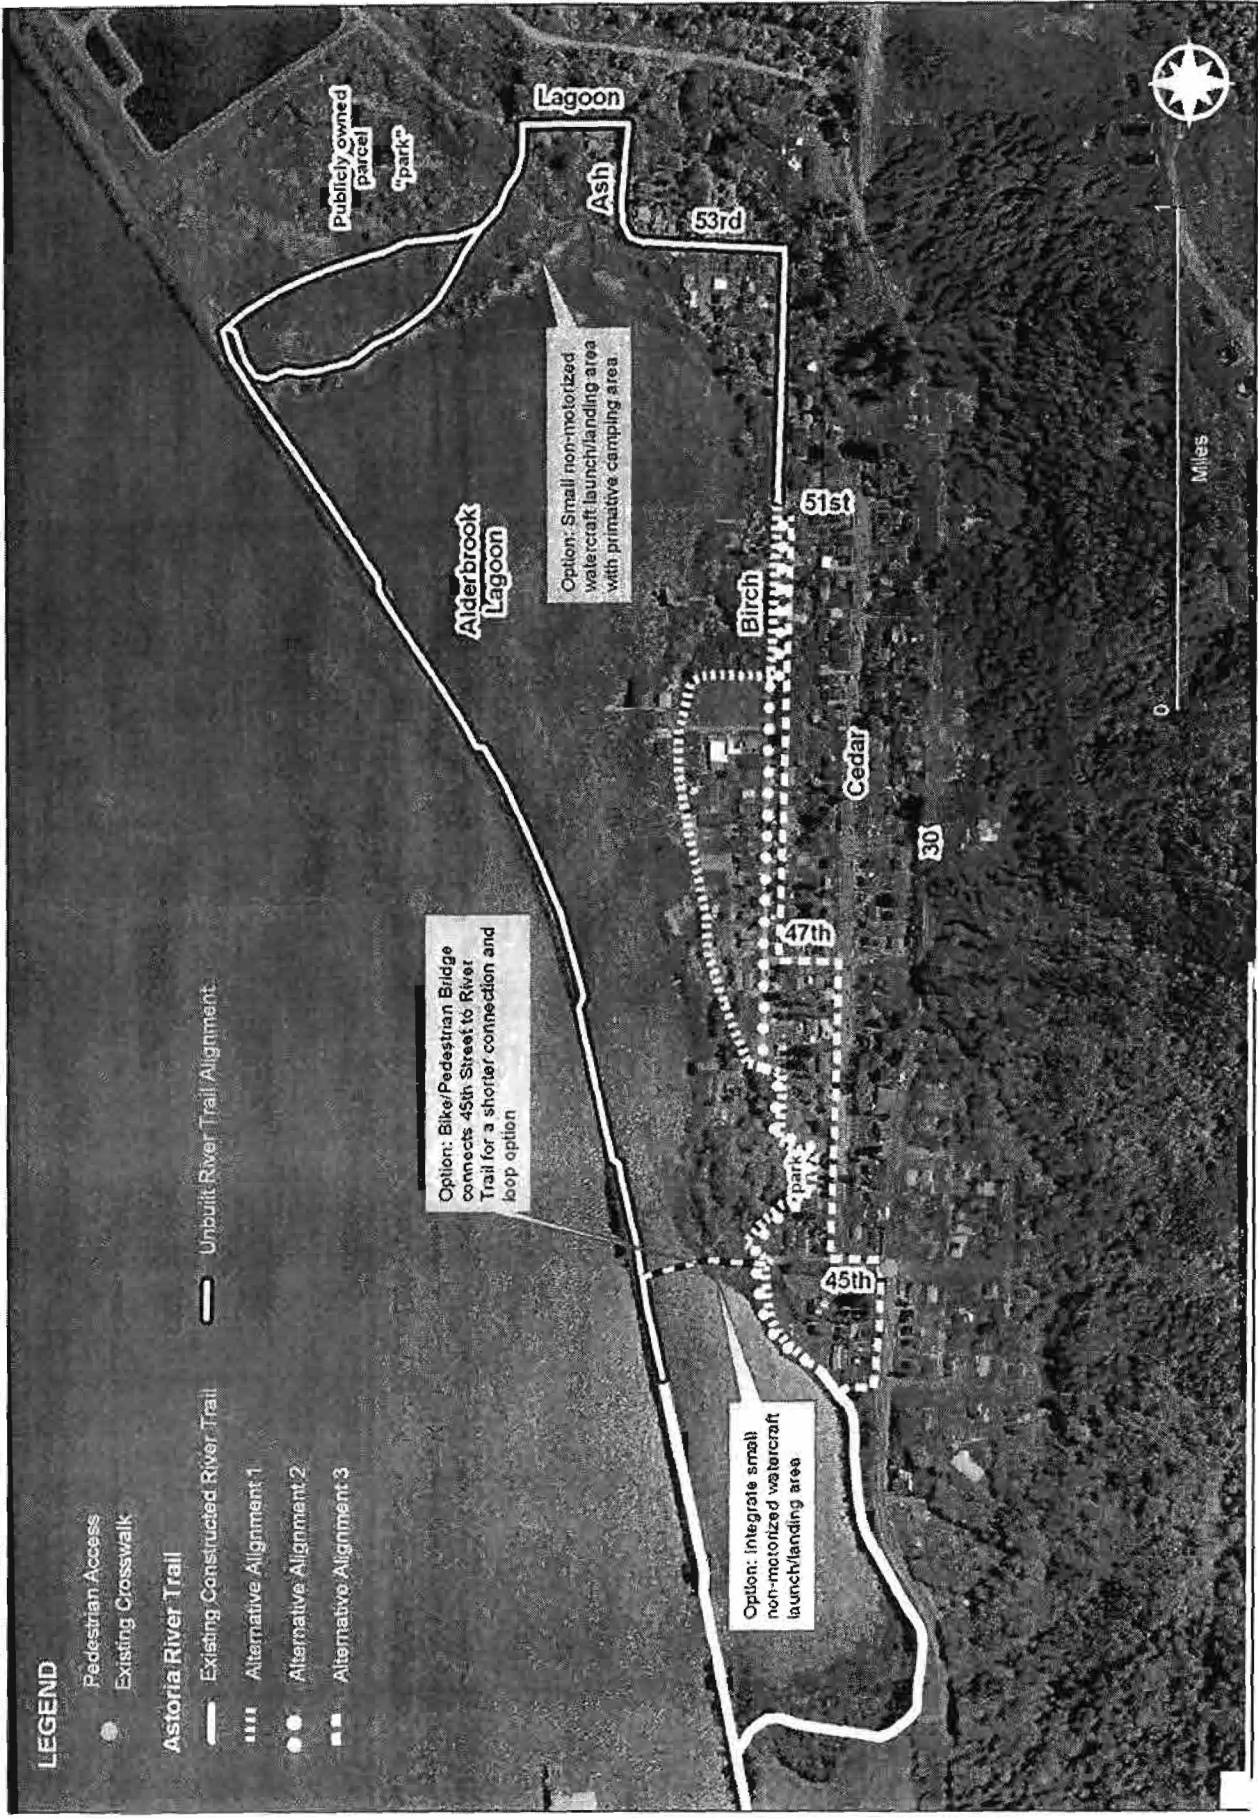 LEGEND
Pedestrian Access
Existing Crosswalk
Astoria River Trail
Existing Constructed River Trail
Unbuilt River Trail Alignment
Alternative Alignment 1
Alternative Alignment 2
Alternative Alignment 3
Option: Bike/Pedestrian Bridge
connects 45th Street to River
Trail for a shorter connection and
loop option
Alderbrook
Lagoon
Publicly owned
parcel
"park"
Lagoon
Ash
53rd
Option: Small non-motorized
watercraft launch/landing area
with primative camping area
Birch
51st
Cedar
47th
30
park
45th
Option: Integrate small
non-motorized watercraft
launch/landing area
0
1
Miles